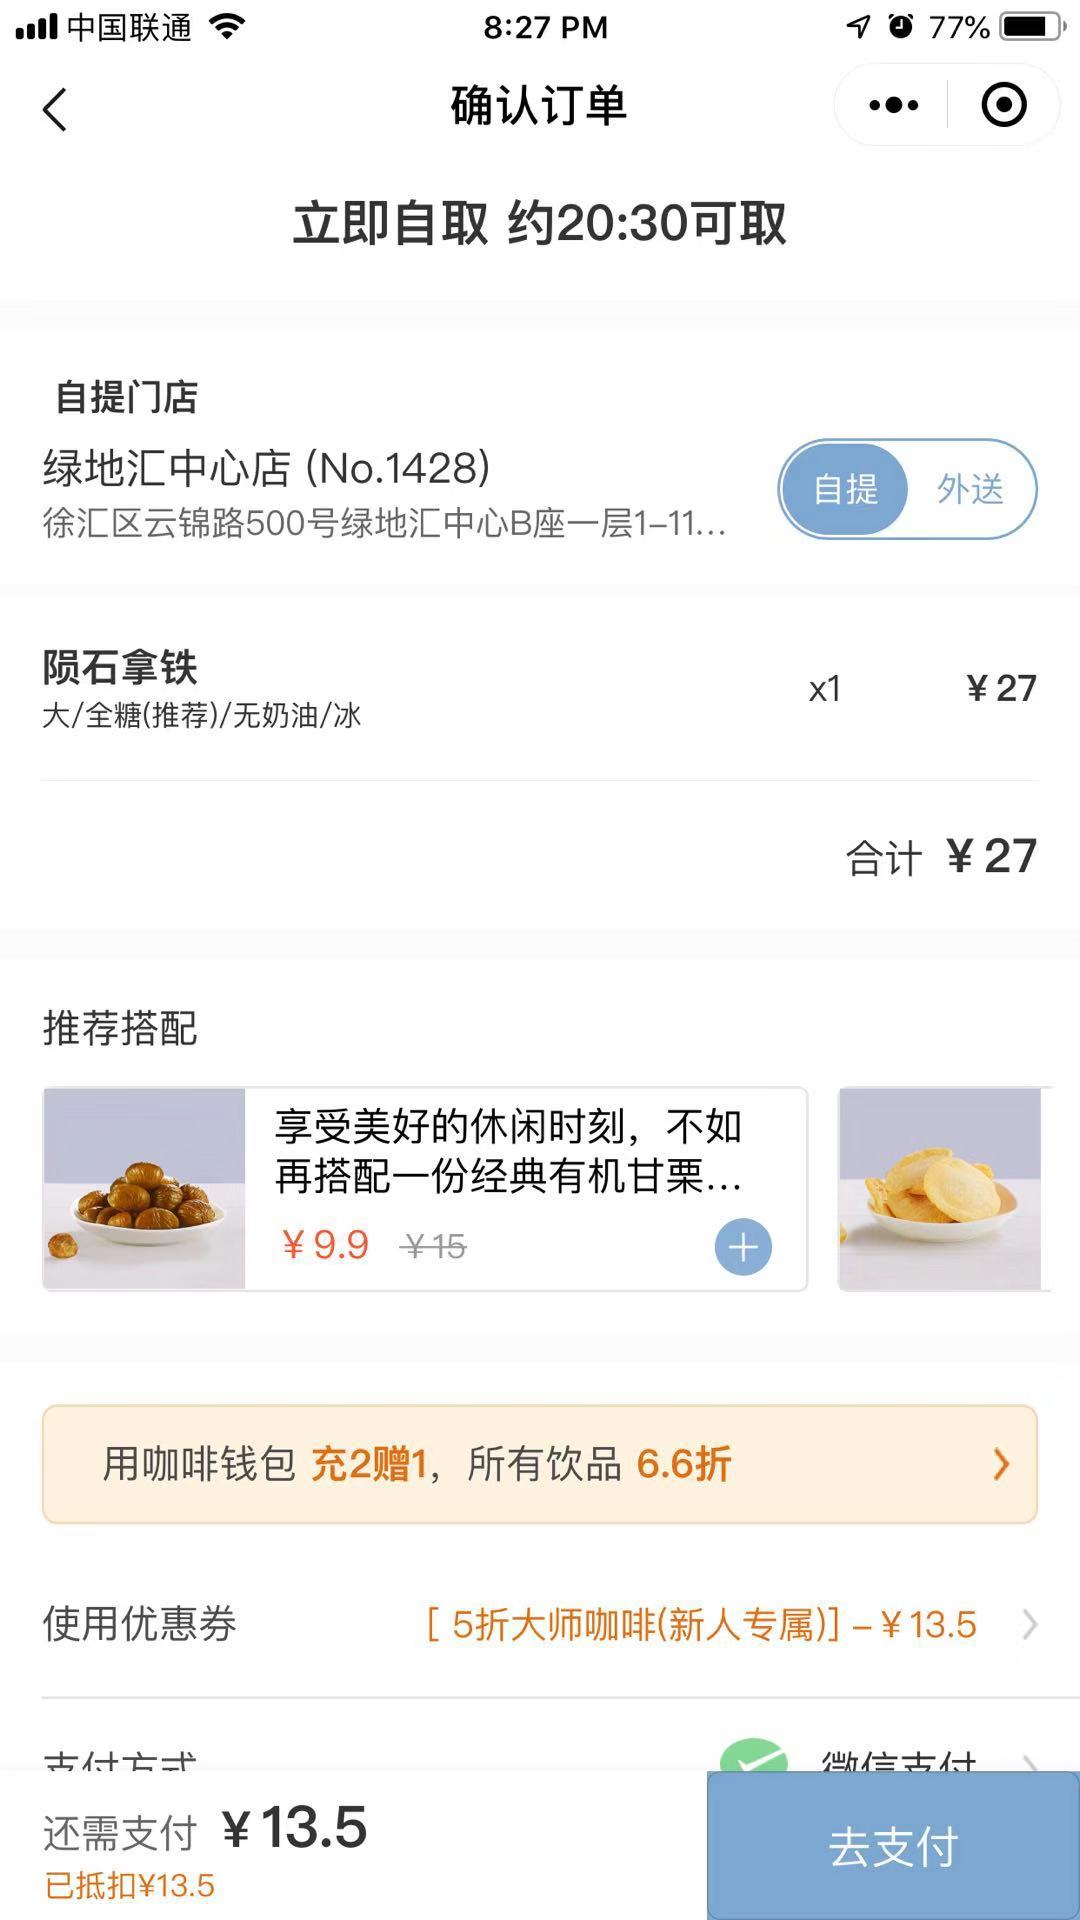 中国联通 8:27 PM 77%
确认订单
立即自取 约20:30可取
自提门店
绿地汇中心店 (No.1428)
徐汇区云锦路500号绿地汇中心B座一层1-11...
自提 外送
陨石拿铁
大/全糖(推荐)/无奶油/冰
x1 ¥27
合计 ¥27
推荐搭配
享受美好的休闲时刻，不如
再搭配一份经典有机甘栗...
¥9.9 ¥15
用咖啡钱包 充2赠1，所有饮品 6.6折
使用优惠券 [ 5折大师咖啡(新人专属)] -¥13.5
支付方式 微信支付
还需支付 ¥13.5
已抵扣¥13.5
去支付